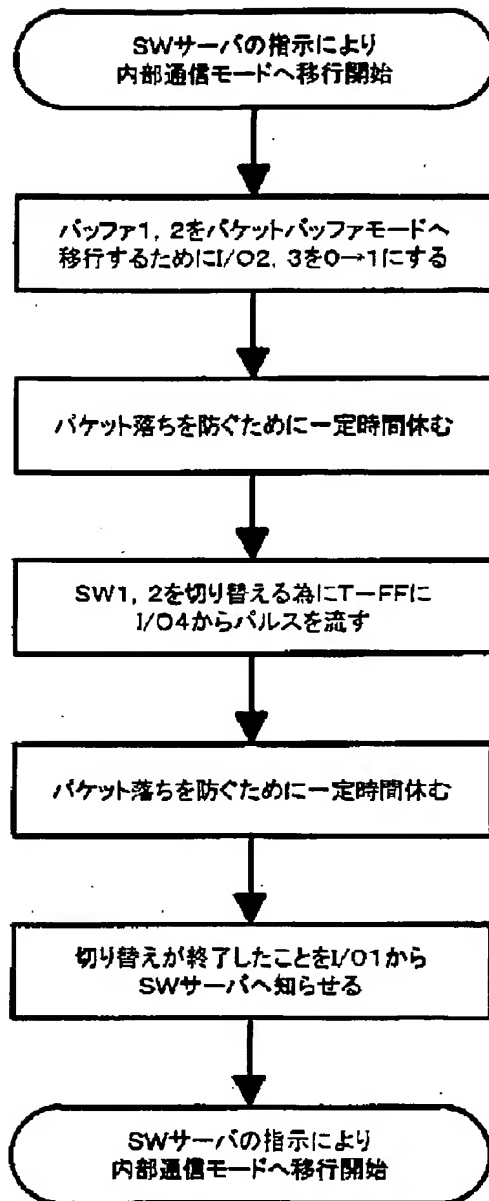 SWサーバの指示により
内部通信モードへ移行開始
バッファ1, 2をパケットバッファモードへ
移行するためにI/O2, 3を0→1にする
パケット落ちを防ぐために一定時間休む
SW1, 2を切り替える為にT-FFに
I/O4からパルスを流す
パケット落ちを防ぐために一定時間休む
切り替えが終了したことをI/O1から
SWサーバへ知らせる
SWサーバの指示により
内部通信モードへ移行開始